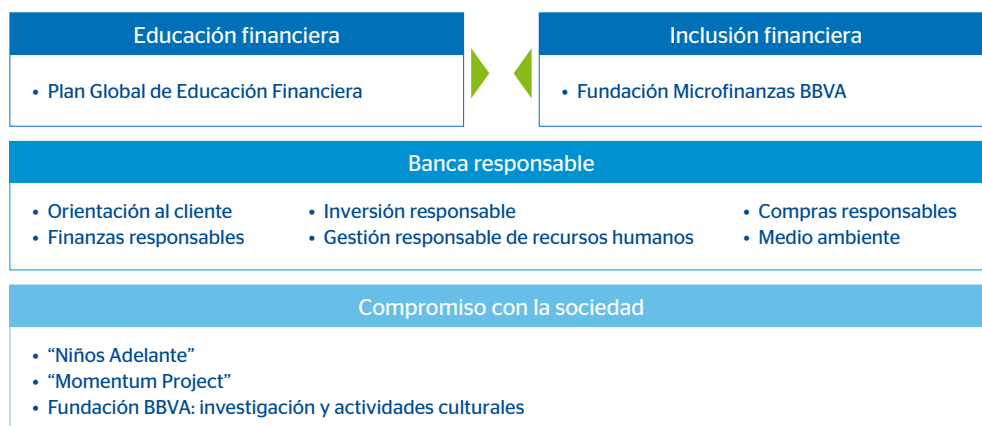 Educación financiera
• Plan Global de Educación Financiera
Inclusión financiera
• Fundación Microfinanzas BBVA
Banca responsable
• Orientación al cliente
• Finanzas responsables
• Inversión responsable
• Gestión responsable de recursos humanos
• Compras responsables
• Medio ambiente
Compromiso con la sociedad
• “Niños Adelante”
• “Momentum Project”
• Fundación BBVA: investigación y actividades culturales